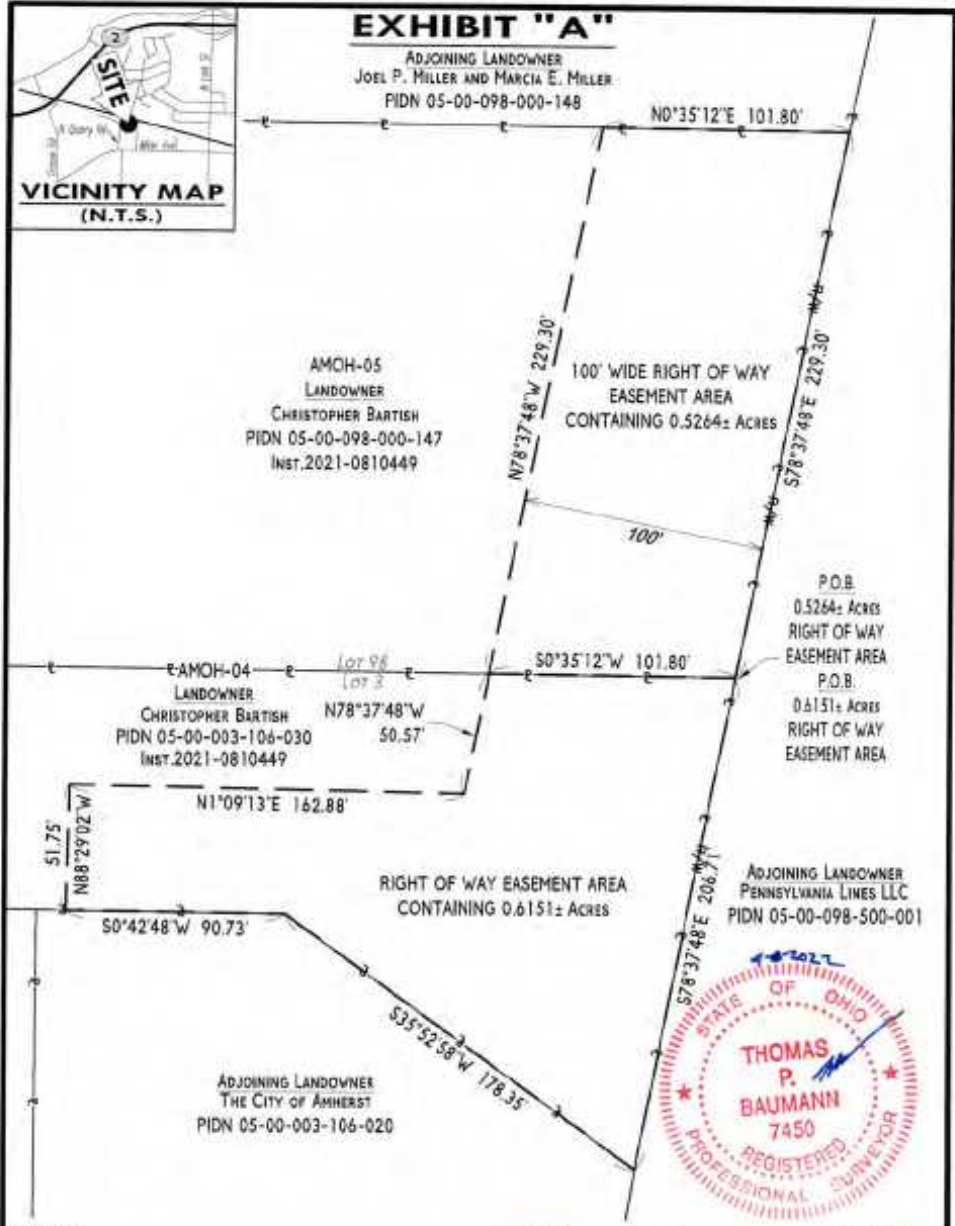 EXHIBIT "A"
ADJOINING LANDOWNER
JOEL P. MILLER AND MARCIA E. MILLER
PIDN 05-00-098-000-148
2
SITE
VICINITY MAP
(N.T.S.)
N0°35'12"E 101.80'
N78°37'48"W 229.30'
S78°37'48"E 229.30'
AMOH-05
LANDOWNER
CHRISTOPHER BARTISH
PIDN 05-00-098-000-147
INST.2021-0810449
100' WIDE RIGHT OF WAY
EASEMENT AREA
CONTAINING 0.5264± ACRES
100'
P.O.B.
0.5264± ACRES
RIGHT OF WAY
EASEMENT AREA
P.O.B.
0.6151± ACRES
RIGHT OF WAY
EASEMENT AREA
S0°35'12"W 101.80'
LOT 98
LOT 3
AMOH-04
LANDOWNER
CHRISTOPHER BARTISH
PIDN 05-00-003-106-030
INST.2021-0810449
N78°37'48"W
50.57'
N1°09'13"E 162.88'
51.75'
N88°29'02"W
RIGHT OF WAY EASEMENT AREA
CONTAINING 0.6151± ACRES
S0°42'48"W 90.73'
S35°52'58"W 178.35'
S78°37'48"E 206.71'
ADJOINING LANDOWNER
PENNSYLVANIA LINES LLC
PIDN 05-00-098-500-001
ADJOINING LANDOWNER
THE CITY OF AMHERST
PIDN 05-00-003-106-020
STATE OF OHIO
THOMAS
P.
BAUMANN
7450
REGISTERED
PROFESSIONAL SURVEYOR